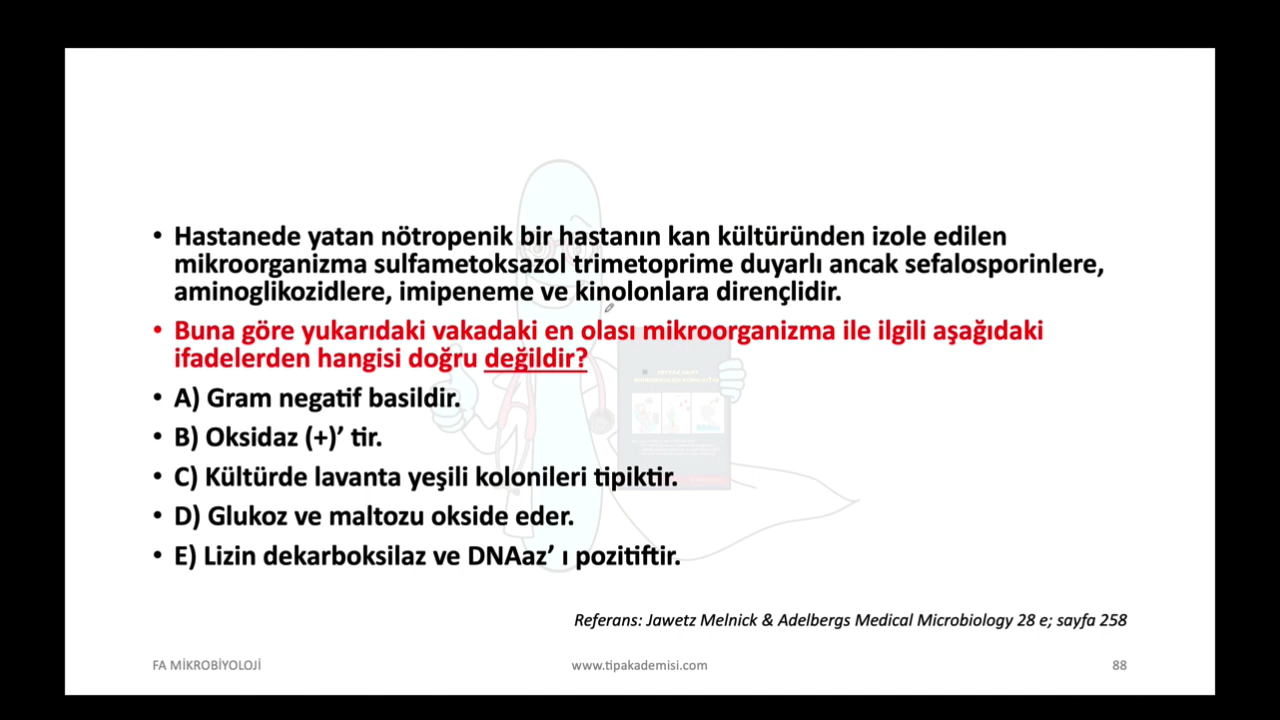 • Hastanede yatan nötropenik bir hastanın kan kültüründen izole edilen
mikroorganizma sulfametoksazol trimetoprime duyarlı ancak sefalosporinlere,
aminoglikozidlere, imipeneme ve kinolonlara dirençlidir.
• Buna göre yukarıdaki vakadaki en olası mikroorganizma ile ilgili aşağıdaki
ifadelerden hangisi doğru değildir?
• A) Gram negatif basildir.
• B) Oksidaz (+)’ tir.
• C) Kültürde lavanta yeşili kolonileri tipiktir.
• D) Glukoz ve maltozu okside eder.
• E) Lizin dekarboksilaz ve DNAaz’ ı pozitiftir.
Referans: Jawetz Melnick & Adelbergs Medical Microbiology 28 e; sayfa 258
FA MİKROBİYOLOJİ
www.tipakademisi.com
88